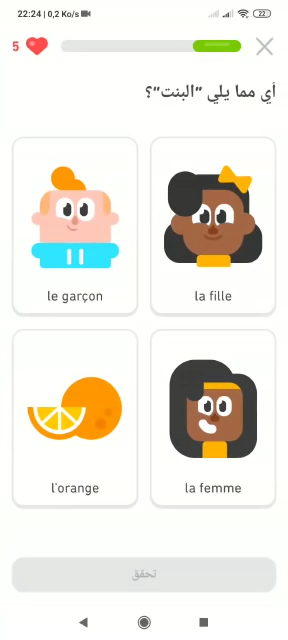 22:24 | 0,2 Ko/s
22
5
أي مما يلي "البنت"؟
le garçon
la fille
l'orange
la femme
تحقق